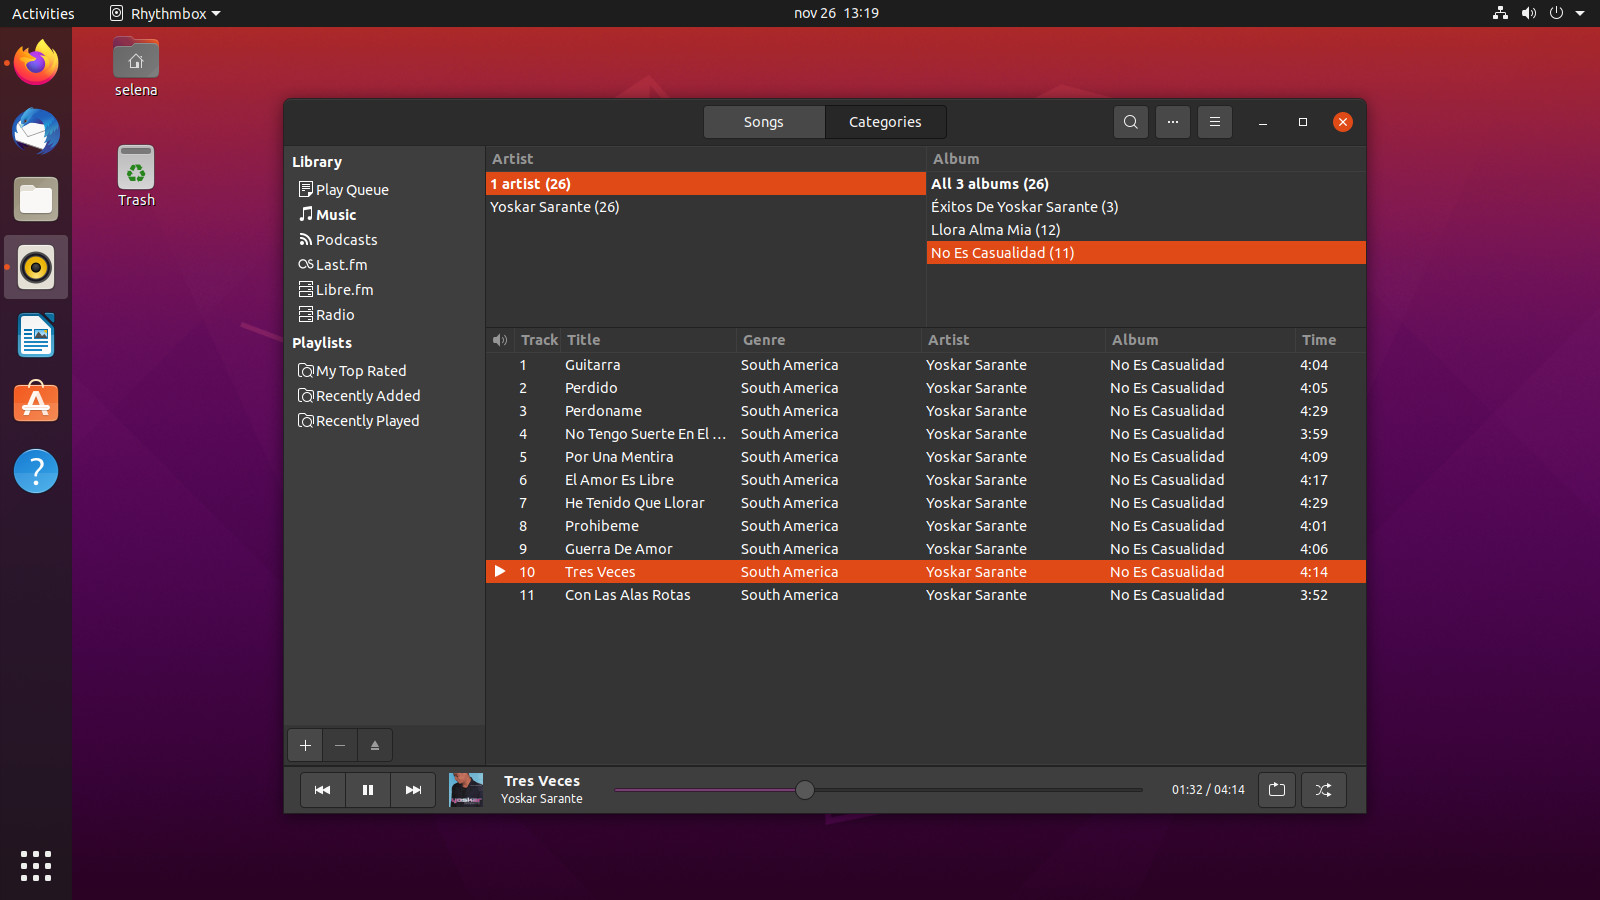 Activities Rhythmbox nov 26 13:19
selena
Trash
Songs Categories
Library
Play Queue
Music
Podcasts
Last.fm
Libre.fm
Radio
Playlists
My Top Rated
Recently Added
Recently Played
Artist
1 artist (26)
Yoskar Sarante (26)
Album
All 3 albums (26)
Éxitos De Yoskar Sarante (3)
Llora Alma Mia (12)
No Es Casualidad (11)
Track Title Genre Artist Album Time
1 Guitarra South America Yoskar Sarante No Es Casualidad 4:04
2 Perdido South America Yoskar Sarante No Es Casualidad 4:05
3 Perdoname South America Yoskar Sarante No Es Casualidad 4:29
4 No Tengo Suerte En El ... South America Yoskar Sarante No Es Casualidad 3:59
5 Por Una Mentira South America Yoskar Sarante No Es Casualidad 4:09
6 El Amor Es Libre South America Yoskar Sarante No Es Casualidad 4:17
7 He Tenido Que Llorar South America Yoskar Sarante No Es Casualidad 4:29
8 Prohibeme South America Yoskar Sarante No Es Casualidad 4:01
9 Guerra De Amor South America Yoskar Sarante No Es Casualidad 4:06
10 Tres Veces South America Yoskar Sarante No Es Casualidad 4:14
11 Con Las Alas Rotas South America Yoskar Sarante No Es Casualidad 3:52
Tres Veces
Yoskar Sarante
01:32 / 04:14